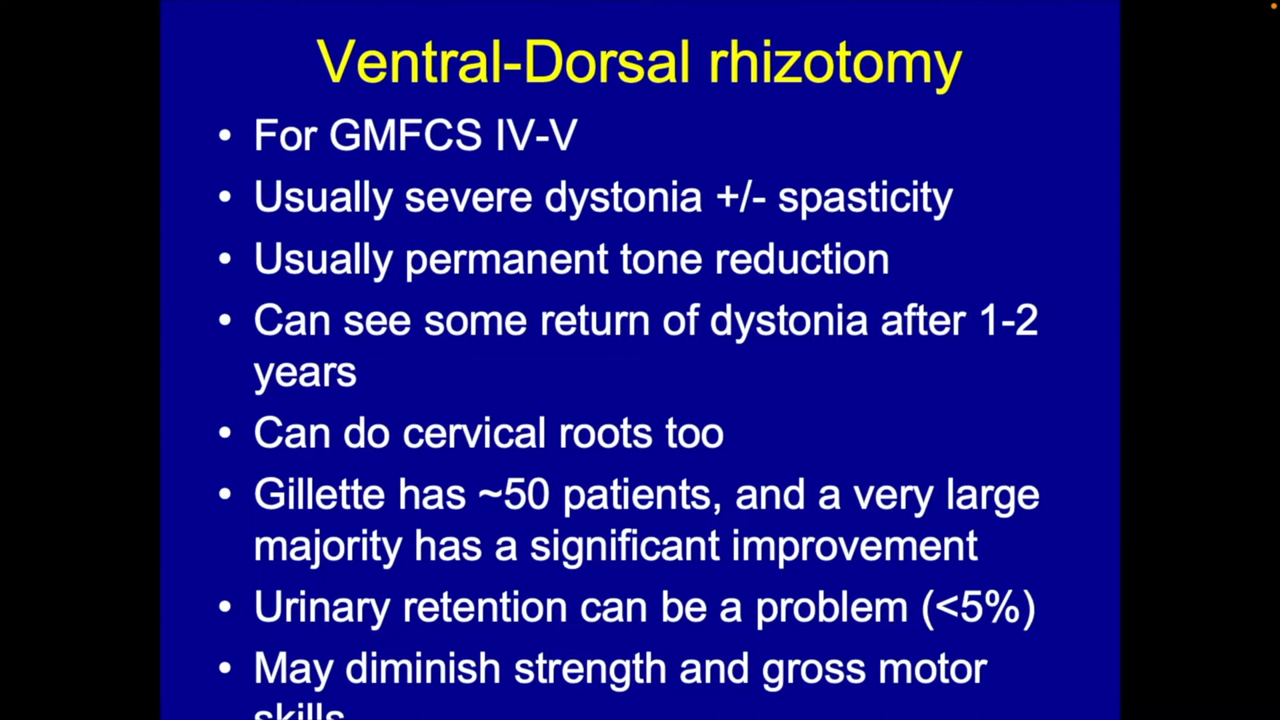 Ventral-Dorsal rhizotomy
• For GMFCS IV-V
• Usually severe dystonia +/- spasticity
• Usually permanent tone reduction
• Can see some return of dystonia after 1-2
years
• Can do cervical roots too
• Gillette has ~50 patients, and a very large
majority has a significant improvement
• Urinary retention can be a problem (<5%)
• May diminish strength and gross motor
skills